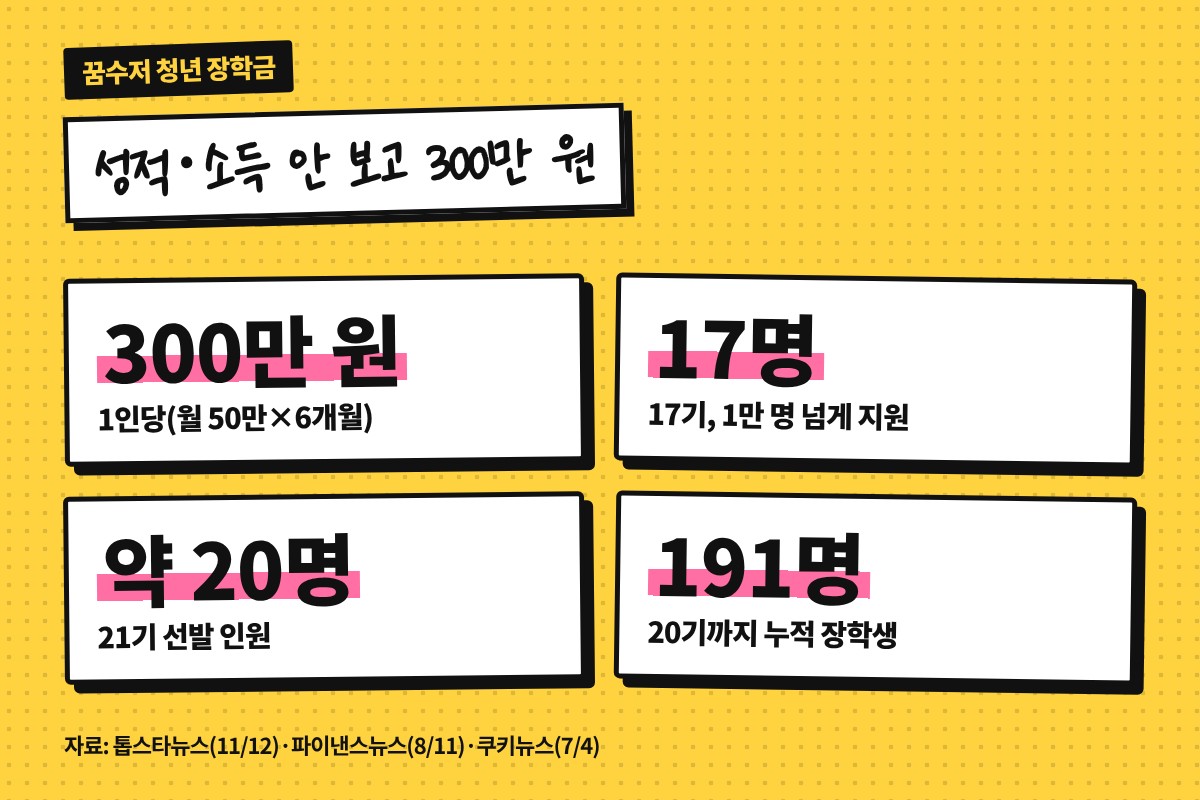 꿈수저 청년 장학금
성적·소득 안 보고 300만 원
300만 원
1인당(월 50만×6개월)
17명
17기, 1만 명 넘게 지원
약 20명
21기 선발 인원
191명
20기까지 누적 장학생
자료: 톱스타뉴스(11/12)·파이낸스뉴스(8/11)·쿠키뉴스(7/4)